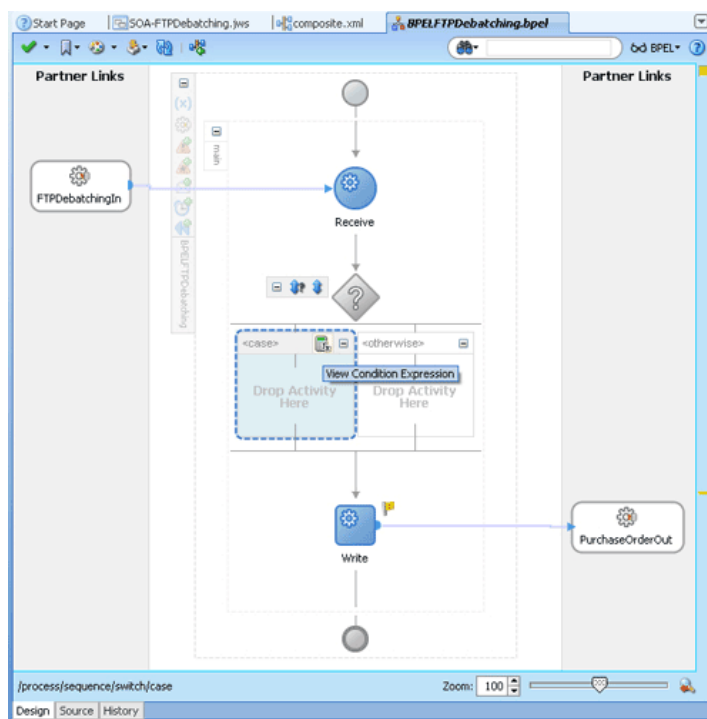 Start Page
SOA-FTPDebatching.jws
composite.xml
BPELFTPDebatching.bpel
BPEL
Partner Links
Partner Links
(x)
main
FTPDebatchingIn
Receive
BPELFTPDebatching
<case>
<otherwise>
View Condition Expression
Drop Activity
Here
Drop Activity
Here
Write
PurchaseOrderOut
/process/sequence/switch/case
Zoom: 100
Design Source History